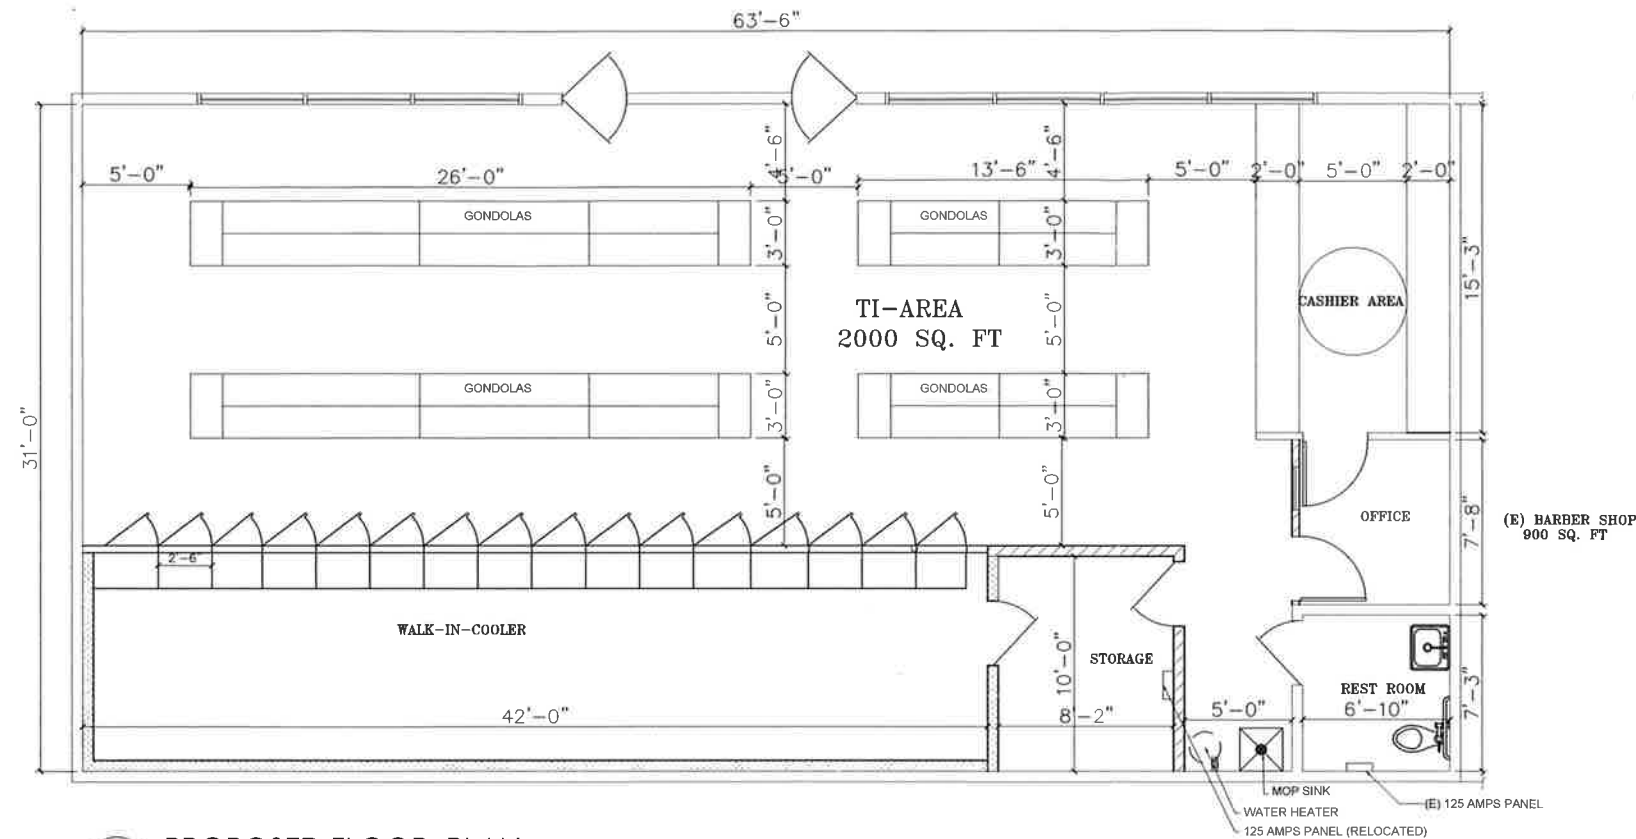 63'-6"
5'-0"
26'-0"
4'-6"
5'-0"
13'-6"
4'-6"
5'-0"
2'-0"
5'-0"
2'-0"
GONDOLAS
GONDOLAS
3'-0"
3'-0"
15'-3"
TI-AREA
2000 SQ. FT
CASHIER AREA
5'-0"
5'-0"
GONDOLAS
GONDOLAS
3'-0"
3'-0"
31'-0"
5'-0"
5'-0"
OFFICE
7'-8"
(E) BARBER SHOP
900 SQ. FT
2'-6"
WALK-IN-COOLER
10'-0"
STORAGE
REST ROOM
7'-3"
42'-0"
8'-2"
5'-0"
6'-10"
MOP SINK
WATER HEATER
125 AMPS PANEL (RELOCATED)
(E) 125 AMPS PANEL
PROPOSED FLOOR PLAN